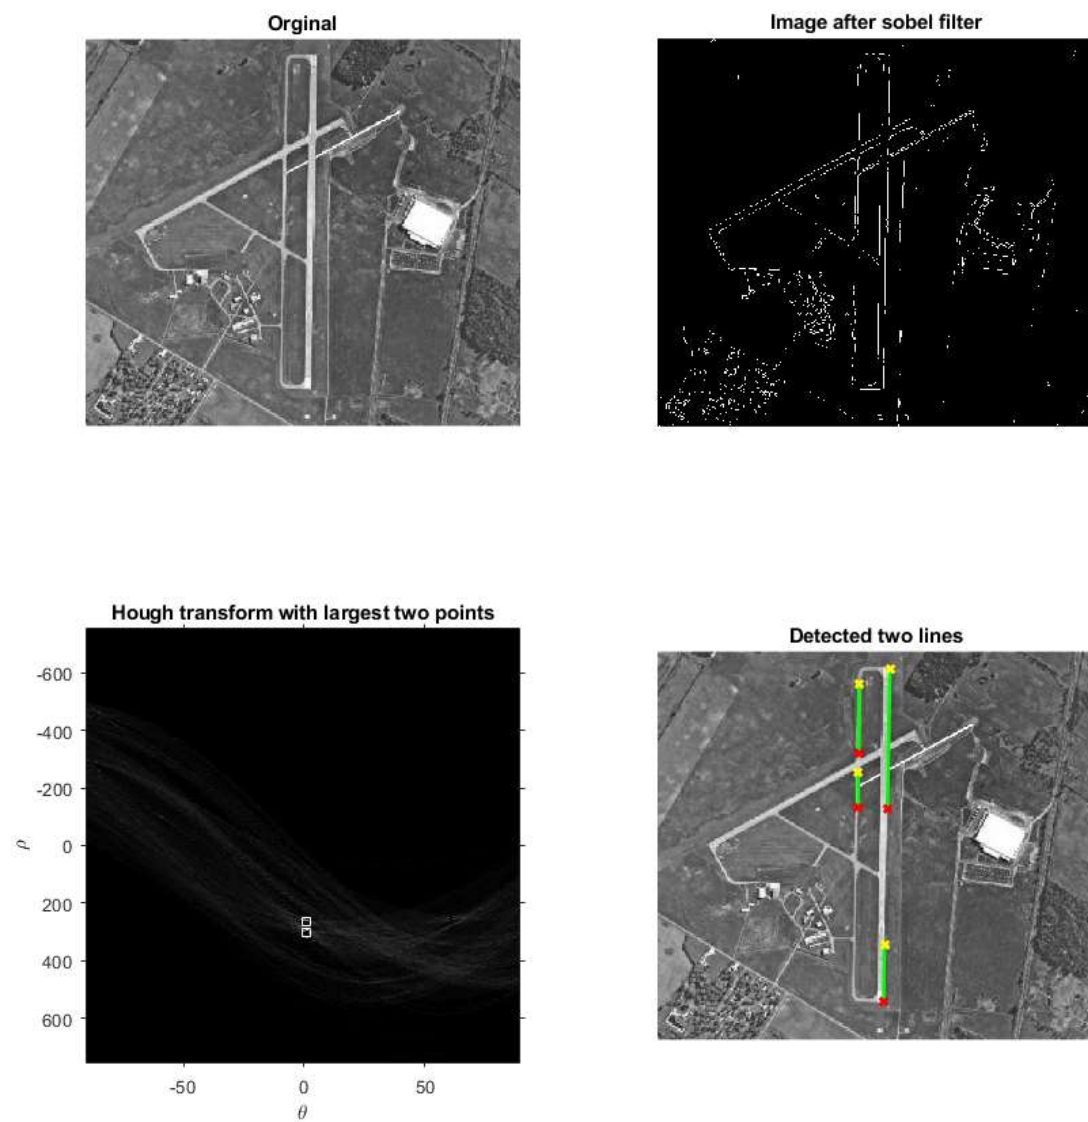 Orginal
Image after sobel filter
Hough transform with largest two points
-600
-400
-200
0
200
400
600
ρ
-50
0
50
θ
Detected two lines